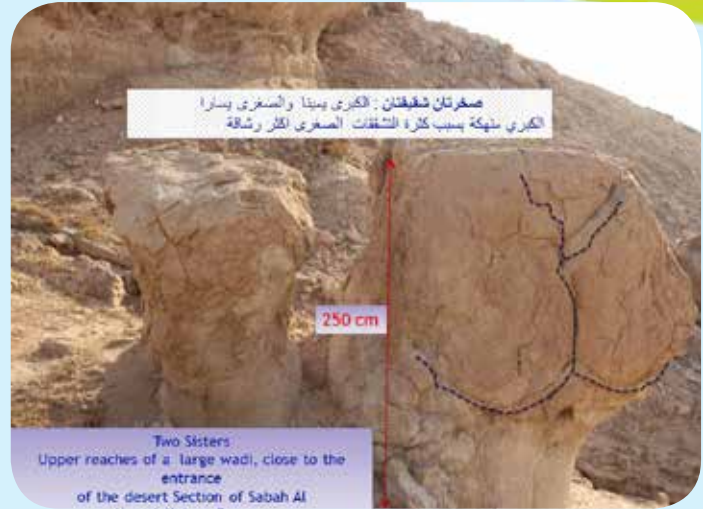 صخرتان شقيقتان : الكبرى يمينا والصغرى يسارا
الكبرى منهكة بسبب كثرة التشققات الصغرى اكثر رشاقة
250 cm
Two Sisters
Upper reaches of a large wadi, close to the
entrance
of the desert Section of Sabah Al